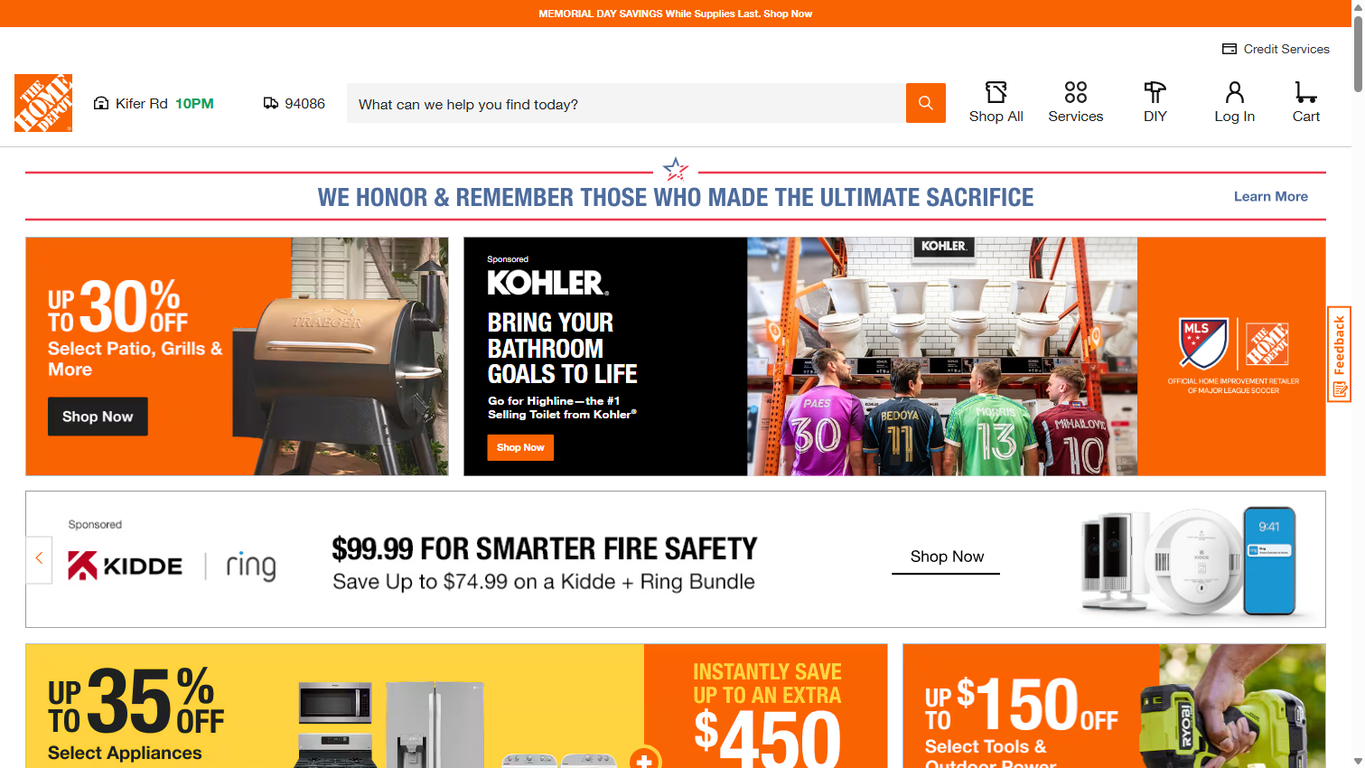 MEMORIAL DAY SAVINGS While Supplies Last. Shop Now
Credit Services
THE HOME DEPOT
Kifer Rd 10PM
94086
What can we help you find today?
Shop All
Services
DIY
Log In
Cart
WE HONOR & REMEMBER THOSE WHO MADE THE ULTIMATE SACRIFICE
Learn More
UP TO 30% OFF
Select Patio, Grills &
More
Shop Now
TRAEGER
Sponsored
KOHLER®
BRING YOUR
BATHROOM
GOALS TO LIFE
Go for Highline—the #1
Selling Toilet from Kohler®
Shop Now
KOHLER
PAES
30
BEDOYA
11
MORRIS
13
MIHAILOVIC
10
MLS
THE HOME DEPOT
OFFICIAL HOME IMPROVEMENT RETAILER
OF MAJOR LEAGUE SOCCER
Feedback
Sponsored
KIDDE
ring
$99.99 FOR SMARTER FIRE SAFETY
Save Up to $74.99 on a Kidde + Ring Bundle
Shop Now
9:41
UP TO 35% OFF
Select Appliances
INSTANTLY SAVE
UP TO AN EXTRA
$450
UP TO $150 OFF
Select Tools &
Outdoor Power
RYOBI